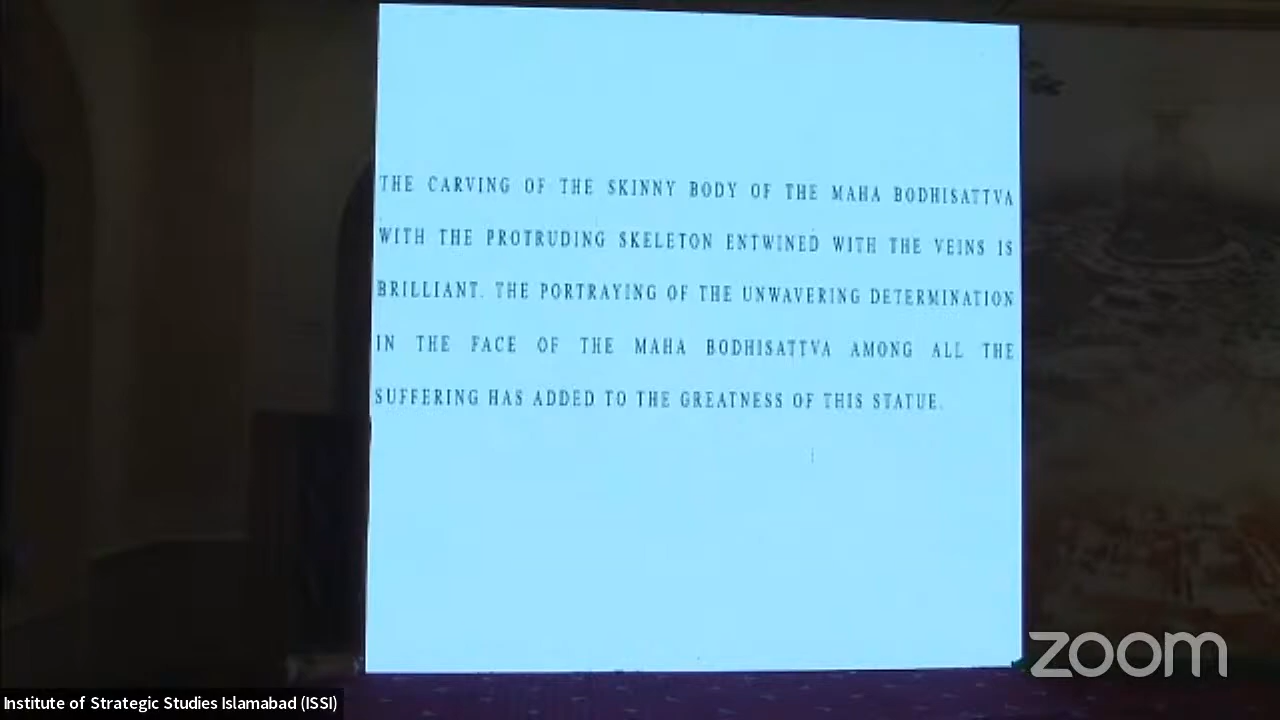 THE CARVING OF THE SKINNY BODY OF THE MAHA BODHISATTVA
WITH THE PROTRUDING SKELETON ENTWINED WITH THE VEINS IS
BRILLIANT. THE PORTRAYING OF THE UNWAVERING DETERMINATION
IN THE FACE OF THE MAHA BODHISATTVA AMONG ALL THE
SUFFERING HAS ADDED TO THE GREATNESS OF THIS STATUE.
zoom
Institute of Strategic Studies Islamabad (ISSI)